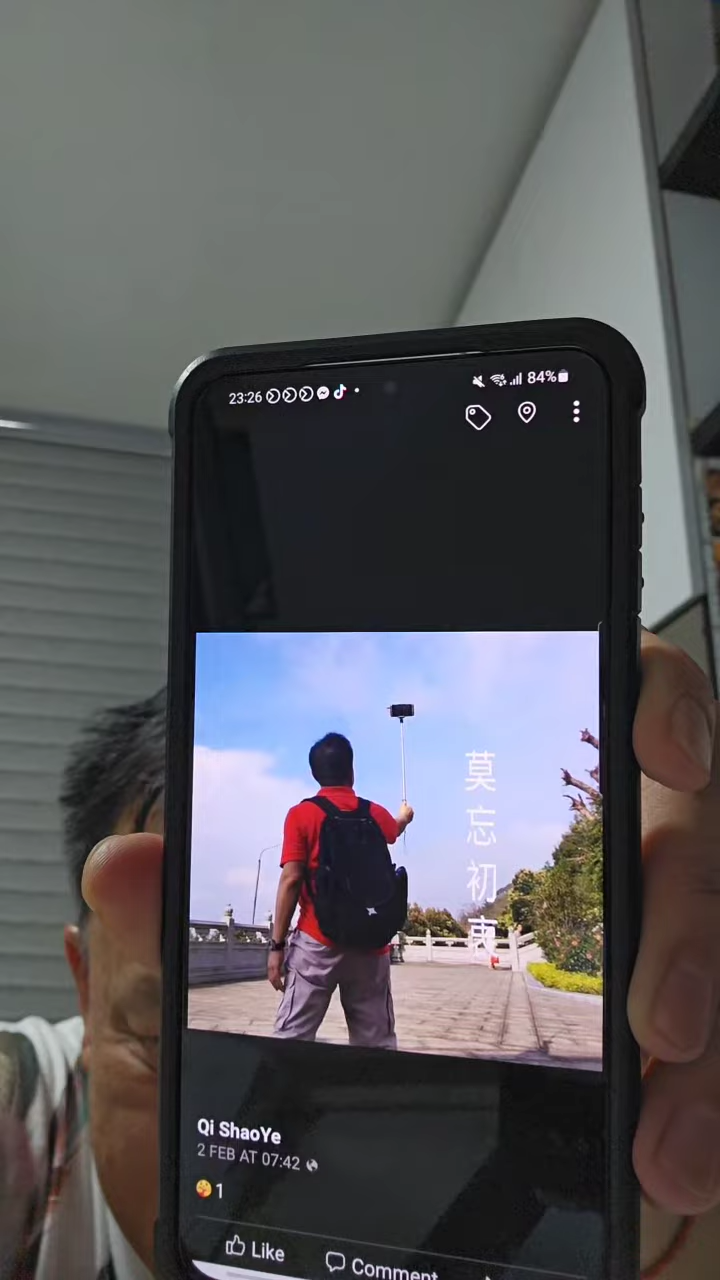 23:26
84%
莫
忘
初
衷
Qi ShaoYe
2 FEB AT 07:42
1
Like
Comment